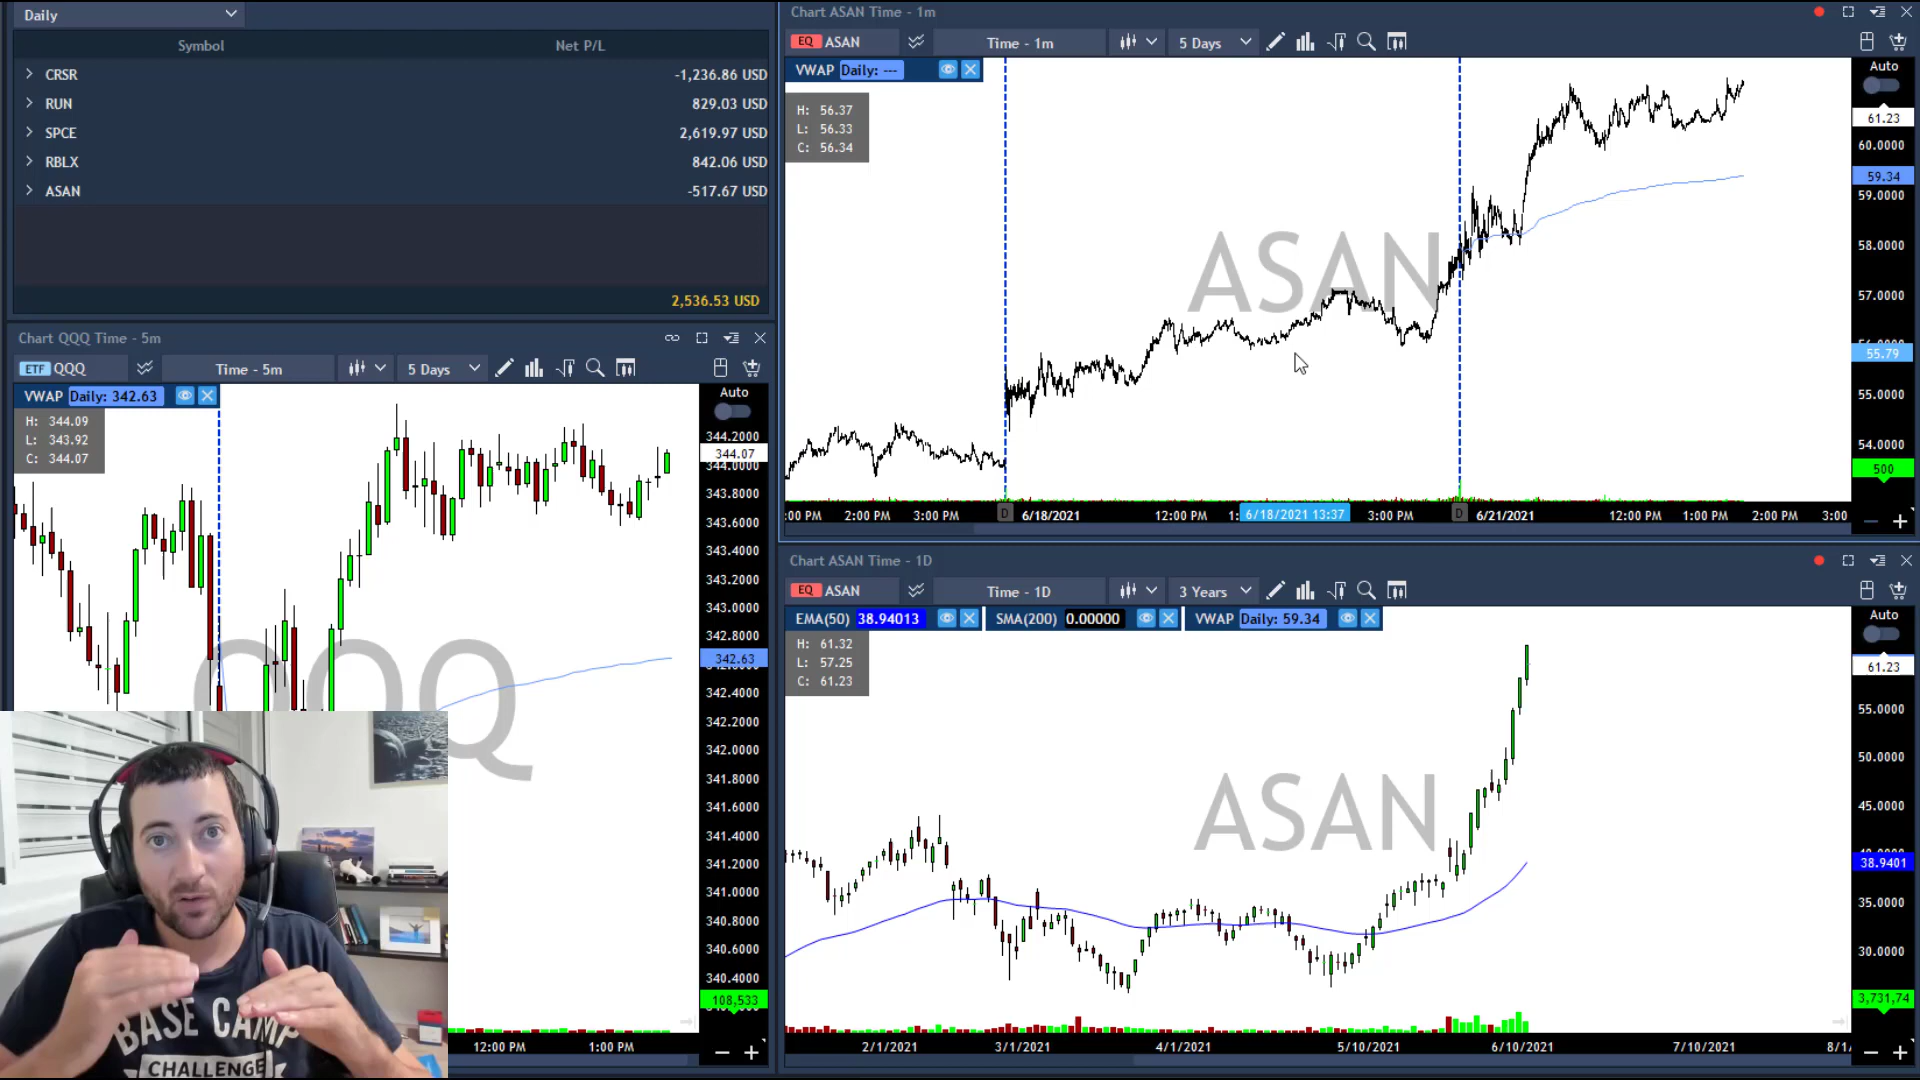 Daily
Symbol Net P/L
CRSR -1,236.86 USD
RUN 829.03 USD
SPCE 2,619.97 USD
RBLX 842.06 USD
ASAN -517.67 USD
2,536.53 USD
Chart QQQ Time - 5m
ETF QQQ Time - 5m 5 Days
VWAP Daily: 342.63
Auto
H: 344.09
L: 343.92
C: 344.07
344.2000
344.07
344.0000
343.8000
343.6000
343.4000
343.2000
343.0000
342.8000
342.63
342.4000
342.2000
342.0000
341.8000
341.6000
341.4000
341.2000
341.0000
340.8000
340.6000
340.4000
108,533
QQQ
12:00 PM 1:00 PM
BASE CAMP
CHALLENGE
Chart ASAN Time - 1m
EQ ASAN Time - 1m 5 Days
VWAP Daily: ---
Auto
H: 56.37
L: 56.33
C: 56.34
61.23
60.0000
59.34
59.0000
58.0000
57.0000
55.79
55.0000
54.0000
500
ASAN
:00 PM 2:00 PM 3:00 PM D 6/18/2021 12:00 PM 1: 6/18/2021 13:37 3:00 PM D 6/21/2021 12:00 PM 1:00 PM 2:00 PM 3:00
Chart ASAN Time - 1D
EQ ASAN Time - 1D 3 Years
EMA(50) 38.94013 SMA(200) 0.00000 VWAP Daily: 59.34
Auto
H: 61.32
L: 57.25
C: 61.23
61.23
55.0000
50.0000
45.0000
38.9401
35.0000
30.0000
3,731,74
ASAN
2/1/2021 3/1/2021 4/1/2021 5/10/2021 6/10/2021 7/10/2021 8/1